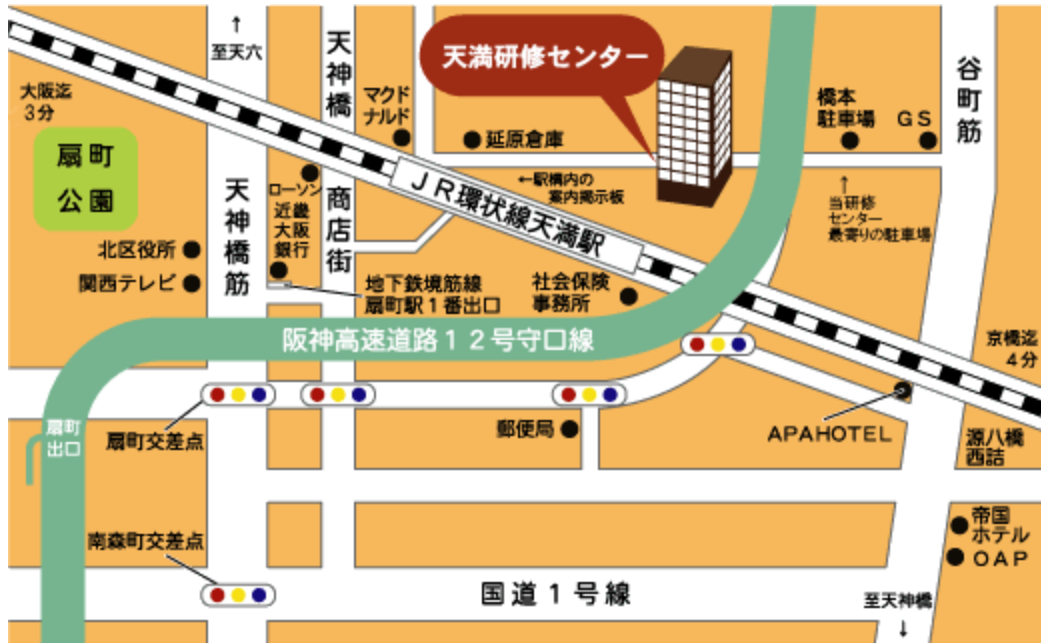 ↑
至天六
天神橋
商店街
天満研修センター
谷町筋
大阪迄
3分
マクド
ナルド
橋本
駐車場
GS
延原倉庫
扇町
公園
JR環状線天満駅
←駅構内の
案内掲示板
↑
当研修
センター
最寄りの駐車場
天神橋筋
ローソン
近畿
大阪
銀行
北区役所
関西テレビ
地下鉄境筋線
扇町駅1番出口
社会保険
事務所
阪神高速道路12号守口線
京橋迄
4分
扇町
出口
扇町交差点
郵便局
APAHOTEL
源八橋
西詰
南森町交差点
帝国
ホテル
OAP
国道1号線
至天神橋
↓